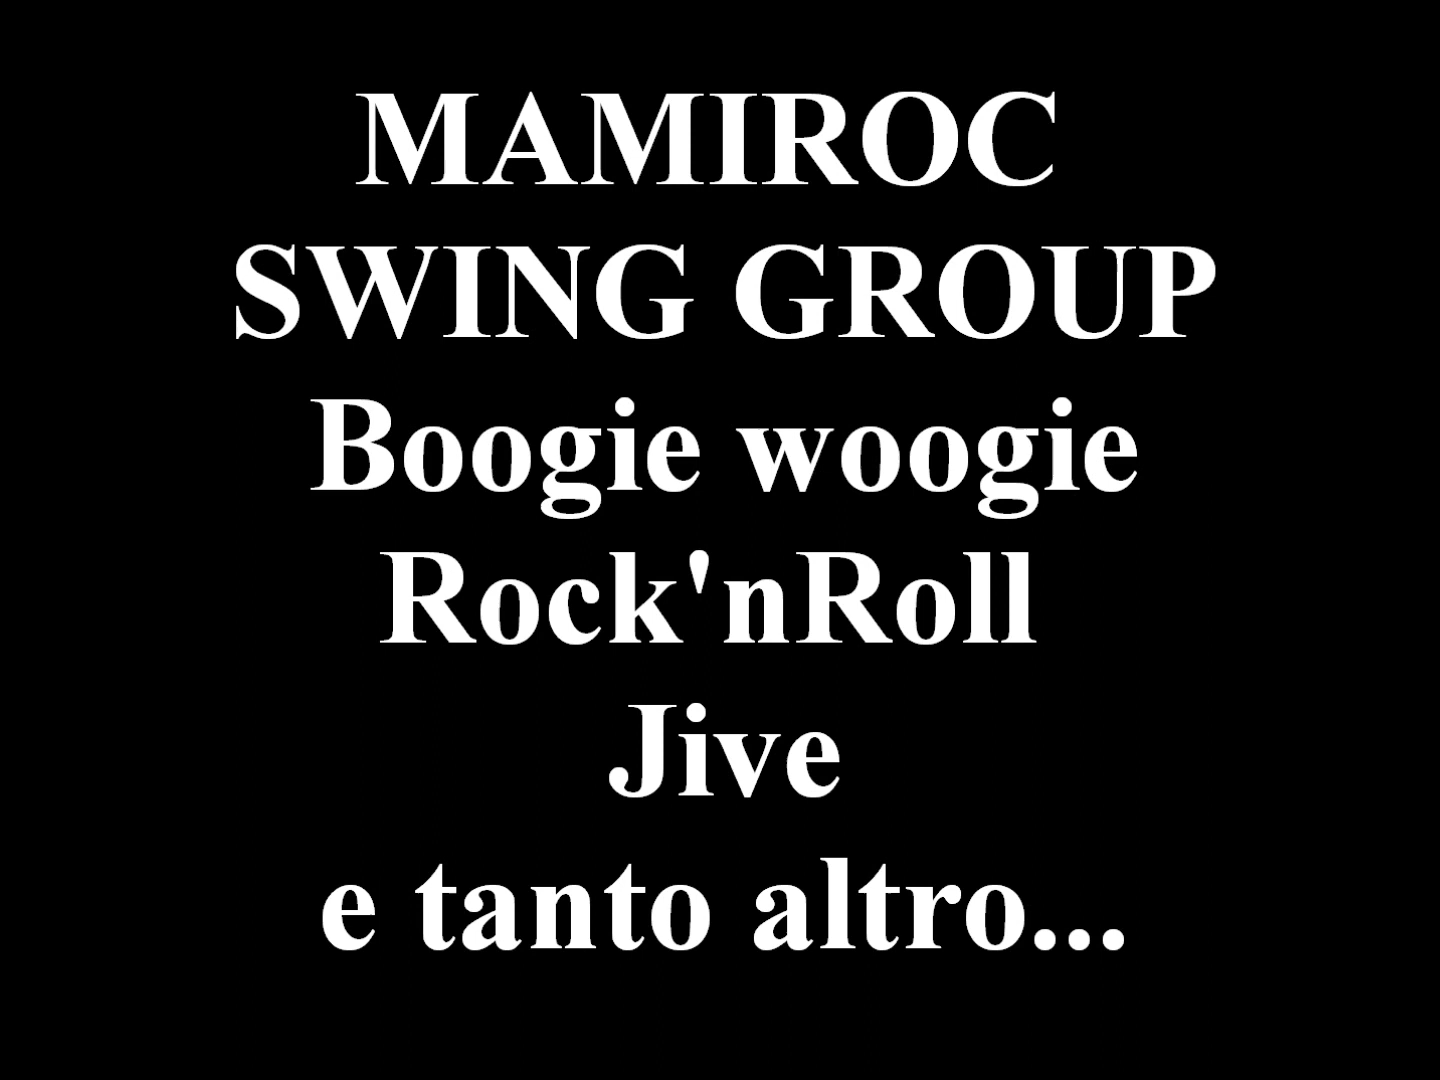 MAMIROC
SWING GROUP
Boogie woogie
Rock'nRoll
Jive
e tanto altro...